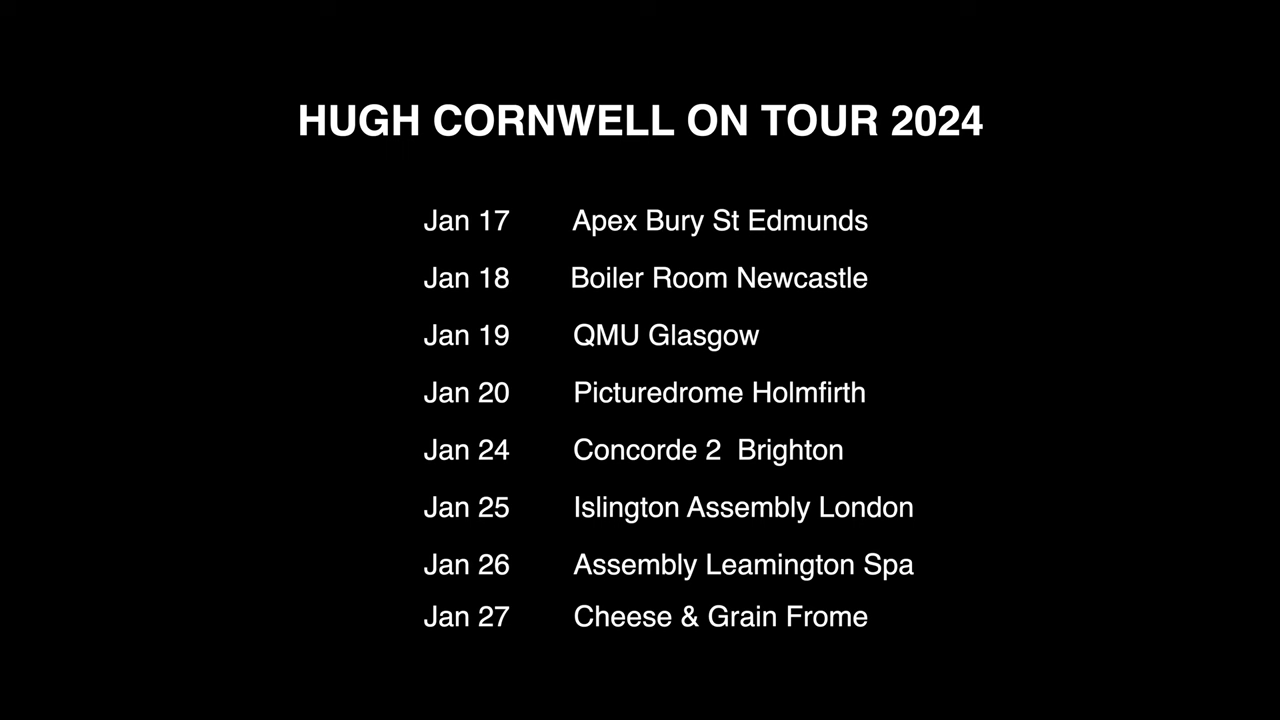 HUGH CORNWELL ON TOUR 2024
Jan 17 Apex Bury St Edmunds
Jan 18 Boiler Room Newcastle
Jan 19 QMU Glasgow
Jan 20 Picturedrome Holmfirth
Jan 24 Concorde 2 Brighton
Jan 25 Islington Assembly London
Jan 26 Assembly Leamington Spa
Jan 27 Cheese & Grain Frome